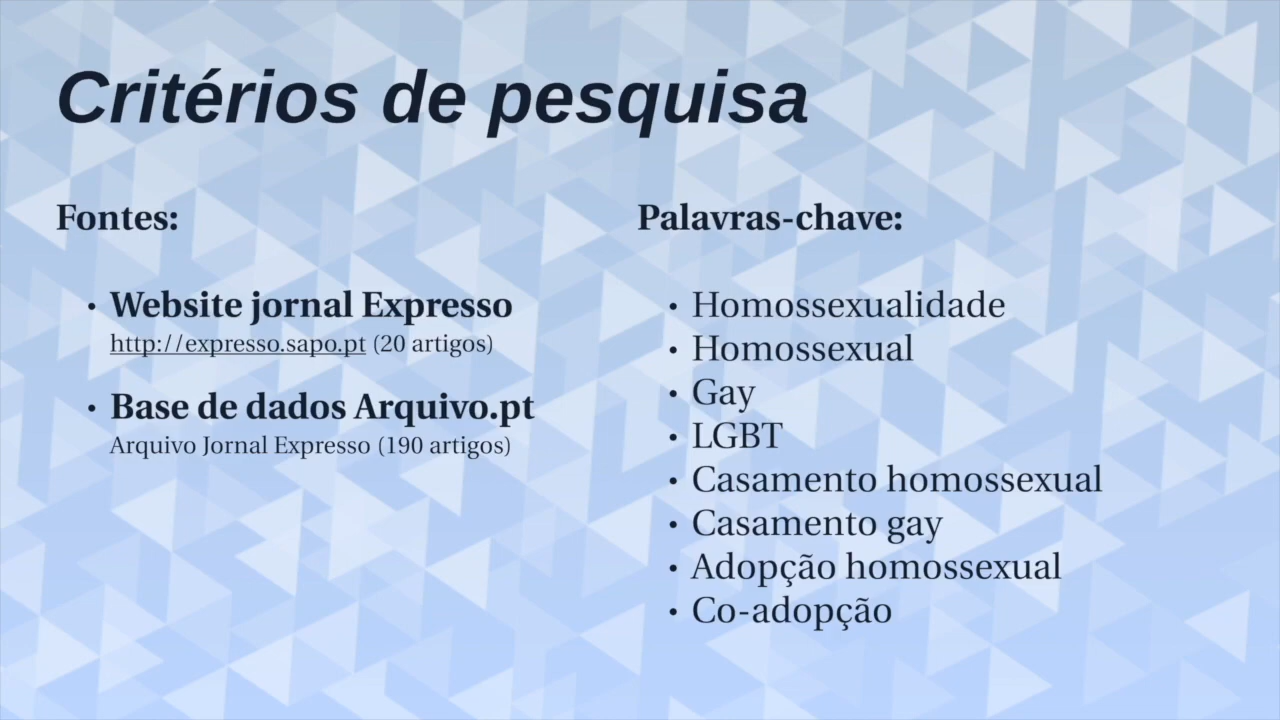 Critérios de pesquisa
Fontes:
• Website jornal Expresso
http://expresso.sapo.pt (20 artigos)
• Base de dados Arquivo.pt
Arquivo Jornal Expresso (190 artigos)
Palavras-chave:
• Homossexualidade
• Homossexual
• Gay
• LGBT
• Casamento homossexual
• Casamento gay
• Adopção homossexual
• Co-adopção